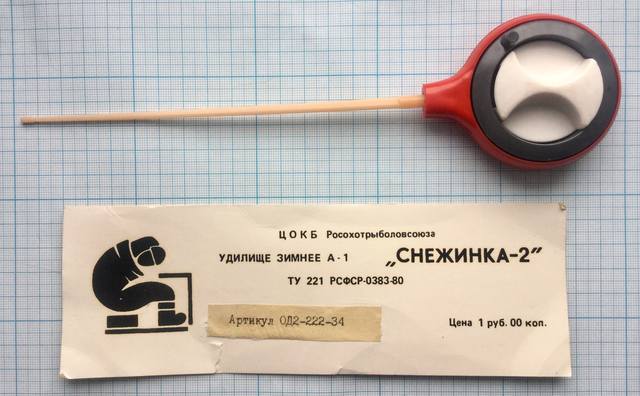 ЦОКБ Росохотрыболовсоюза
УДИЛИЩЕ ЗИМНЕЕ А-1 „СНЕЖИНКА-2”
ТУ 221 РСФСР-0383-80
Артикул ОД2-222-34
Цена 1 руб. 00 коп.